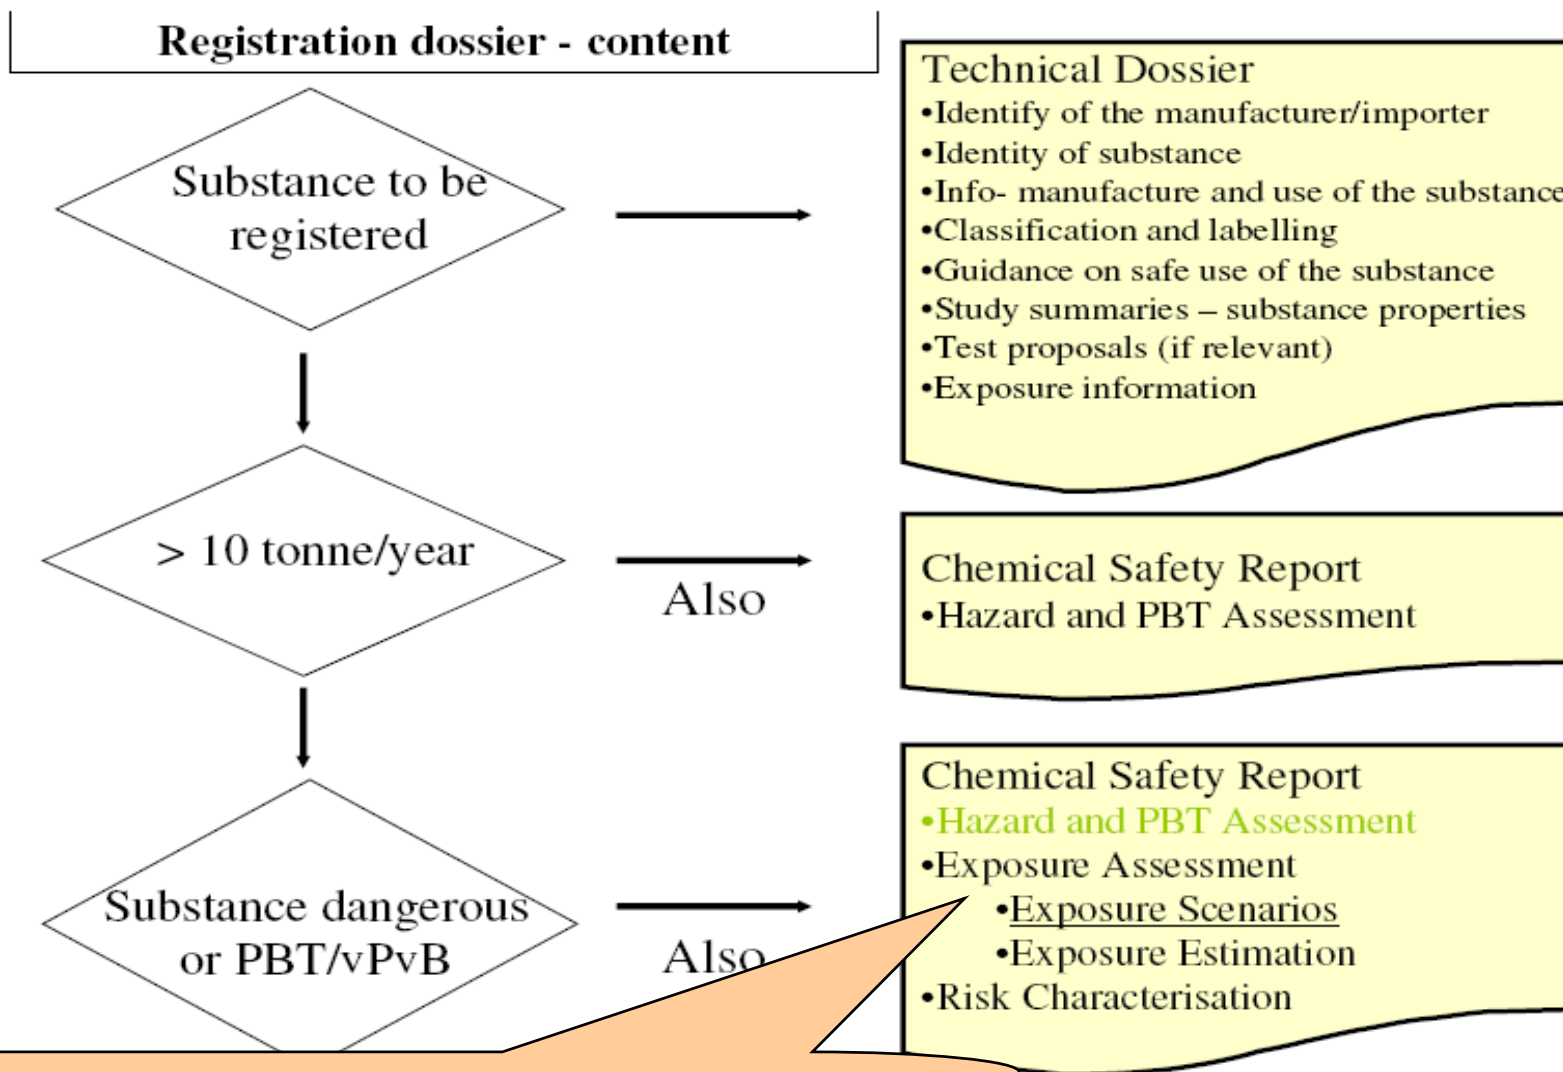 Registration dossier - content
Substance to be
registered
Technical Dossier
•Identify of the manufacturer/importer
•Identity of substance
•Info- manufacture and use of the substance
•Classification and labelling
•Guidance on safe use of the substance
•Study summaries – substance properties
•Test proposals (if relevant)
•Exposure information
> 10 tonne/year
Also
Chemical Safety Report
•Hazard and PBT Assessment
Substance dangerous
or PBT/vPvB
Also
Chemical Safety Report
•Hazard and PBT Assessment
•Exposure Assessment
•Exposure Scenarios
•Exposure Estimation
•Risk Characterisation